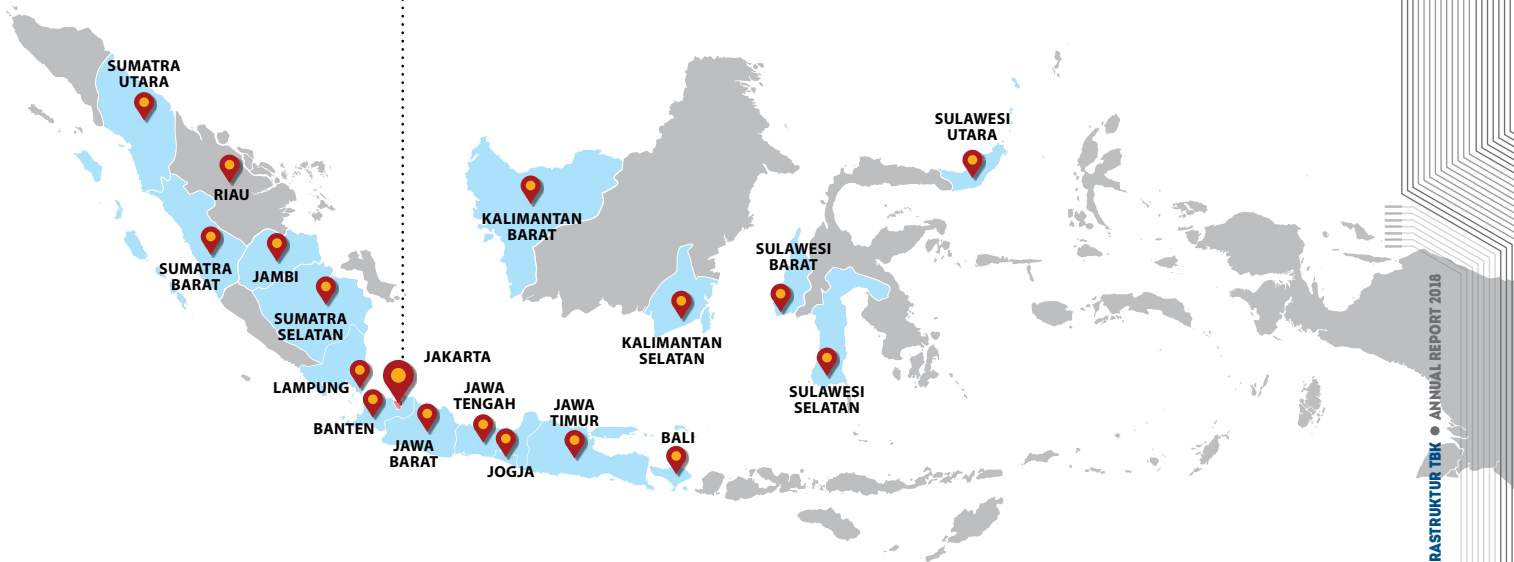 SUMATRA
UTARA
RIAU
SUMATRA
BARAT
JAMBI
SUMATRA
SELATAN
LAMPUNG
BANTEN
JAKARTA
JAWA
BARAT
JAWA
TENGAH
JOGJA
JAWA
TIMUR
BALI
KALIMANTAN
BARAT
KALIMANTAN
SELATAN
SULAWESI
BARAT
SULAWESI
SELATAN
SULAWESI
UTARA
RASTRUKTUR TBK ● ANNUAL REPORT 2018